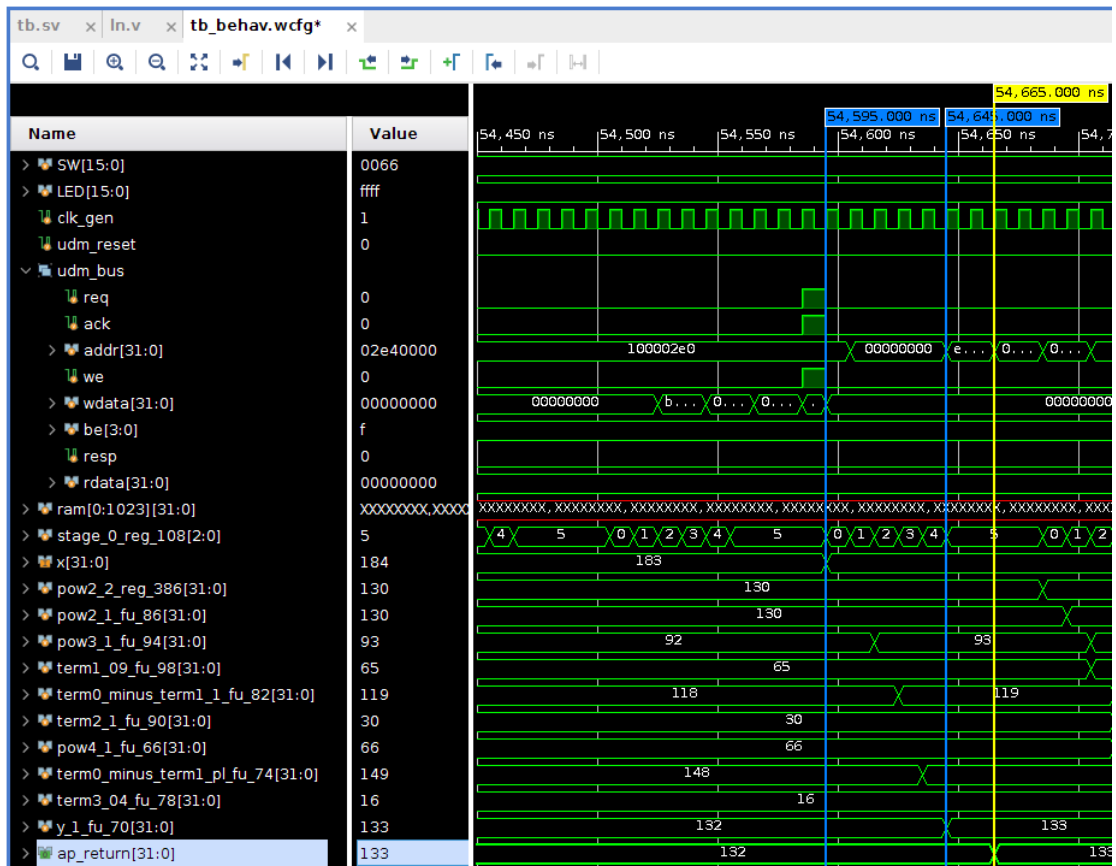 tb.sv × ln.v × tb_behav.wcfg* ×
54,665.000 ns
54,595.000 ns 54,645.000 ns
Name Value 54,450 ns 54,500 ns 54,550 ns 54,600 ns 54,650 ns 54,7
SW[15:0] 0066
LED[15:0] ffff
clk_gen 1
udm_reset 0
udm_bus
req 0
ack 0
addr[31:0] 02e40000 100002e0 00000000 e... 0... 0...
we 0
wdata[31:0] 00000000 00000000 b... 0... 0... . 00000000
be[3:0] f
resp 0
rdata[31:0] 00000000
ram[0:1023][31:0] XXXXXXXX,XXXX XXXXXXXX,XXXXXXXX,XXXXXXXX,XXXXXXXX,XXXXXXXX,XXXXXXXX,XXXXXXXX,XXXXXXXX,XXXX
stage_0_reg_108[2:0] 5 4 5 0 1 2 3 4 5 0 1 2 3 4 5 0 1 2
x[31:0] 184 183
pow2_2_reg_386[31:0] 130 130
pow2_1_fu_86[31:0] 130 130
pow3_1_fu_94[31:0] 93 92 93
term1_09_fu_98[31:0] 65 65
term0_minus_term1_1_fu_82[31:0] 119 118 119
term2_1_fu_90[31:0] 30 30
pow4_1_fu_66[31:0] 66 66
term0_minus_term1_pl_fu_74[31:0] 149 148
term3_04_fu_78[31:0] 16 16
y_1_fu_70[31:0] 133 132 133
ap_return[31:0] 133 132 133